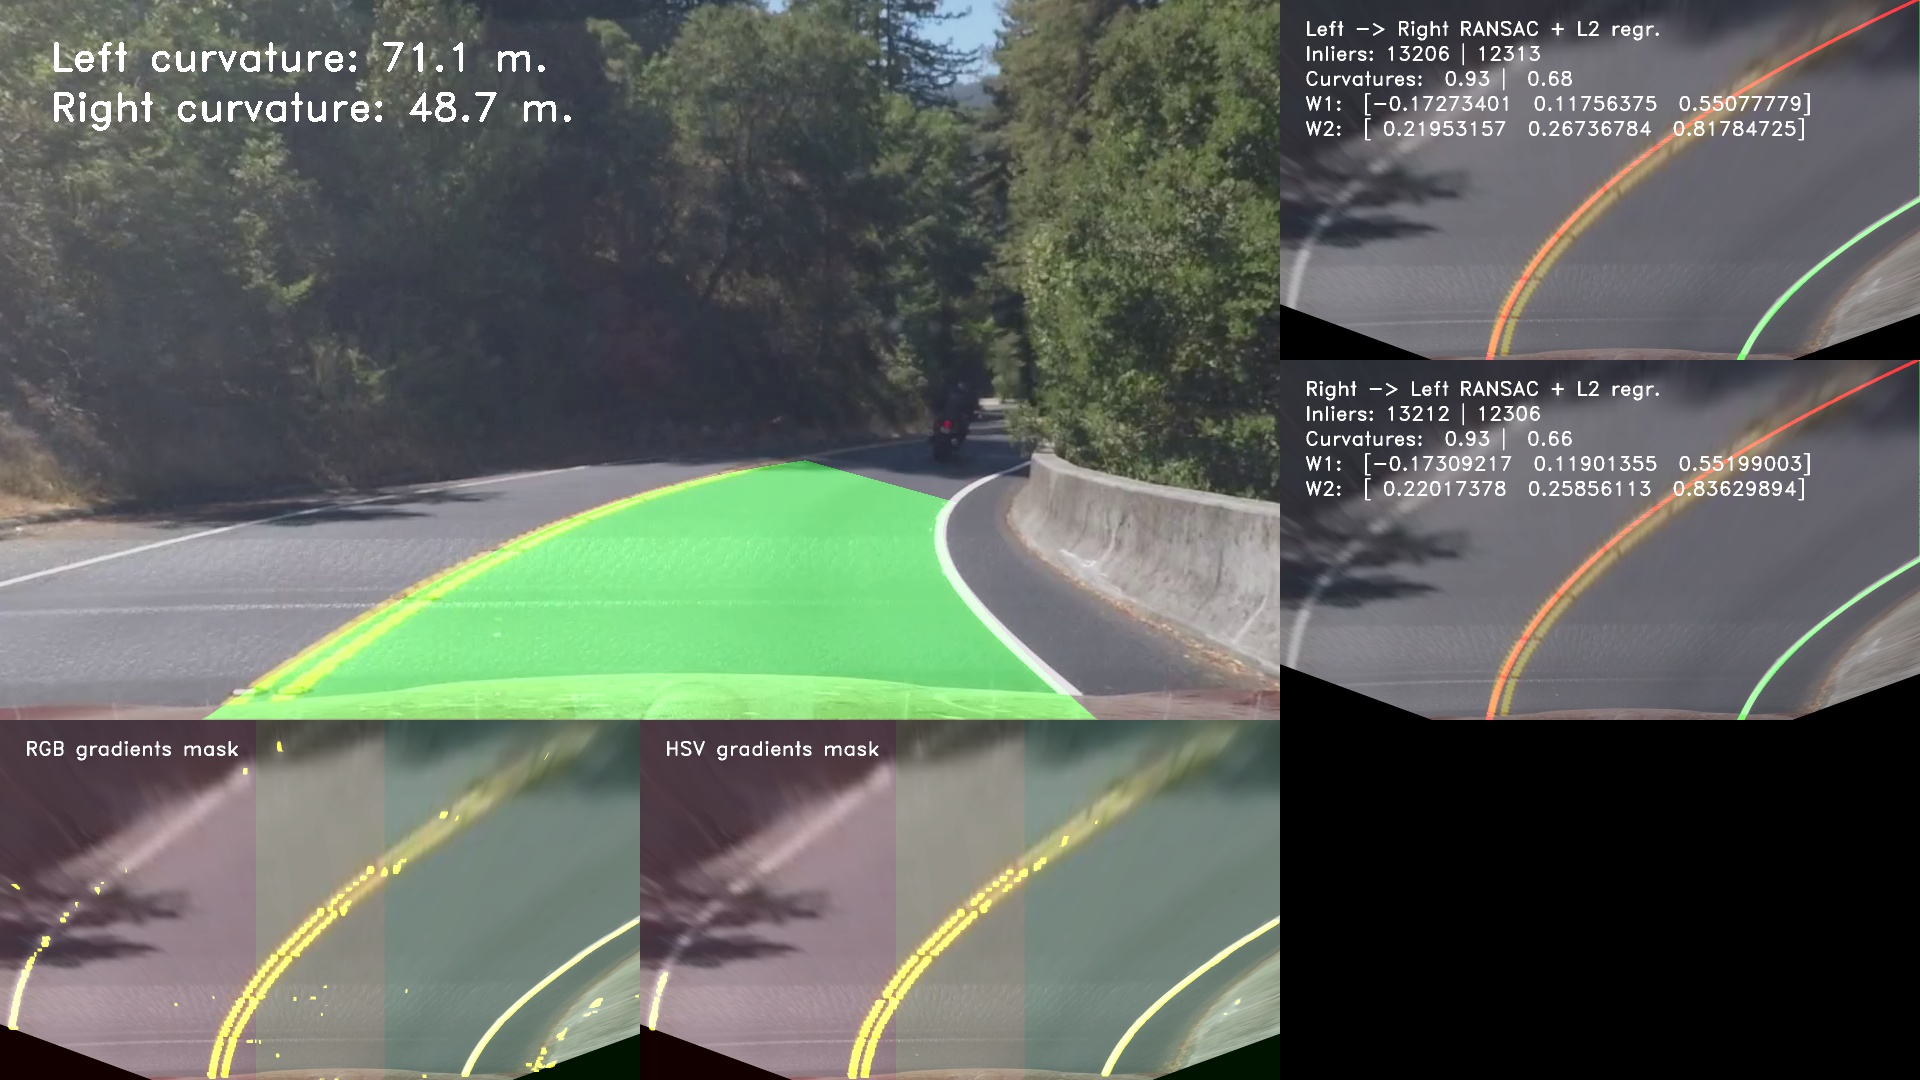 Left curvature: 71.1 m.
Right curvature: 48.7 m.
Left -> Right RANSAC + L2 regr.
Inliers: 13206 | 12313
Curvatures: 0.93 | 0.68
W1: [-0.17273401 0.11756375 0.55077779]
W2: [ 0.21953157 0.26736784 0.81784725]
Right -> Left RANSAC + L2 regr.
Inliers: 13212 | 12306
Curvatures: 0.93 | 0.66
W1: [-0.17309217 0.11901355 0.55199003]
W2: [ 0.22017378 0.25856113 0.83629894]
RGB gradients mask
HSV gradients mask